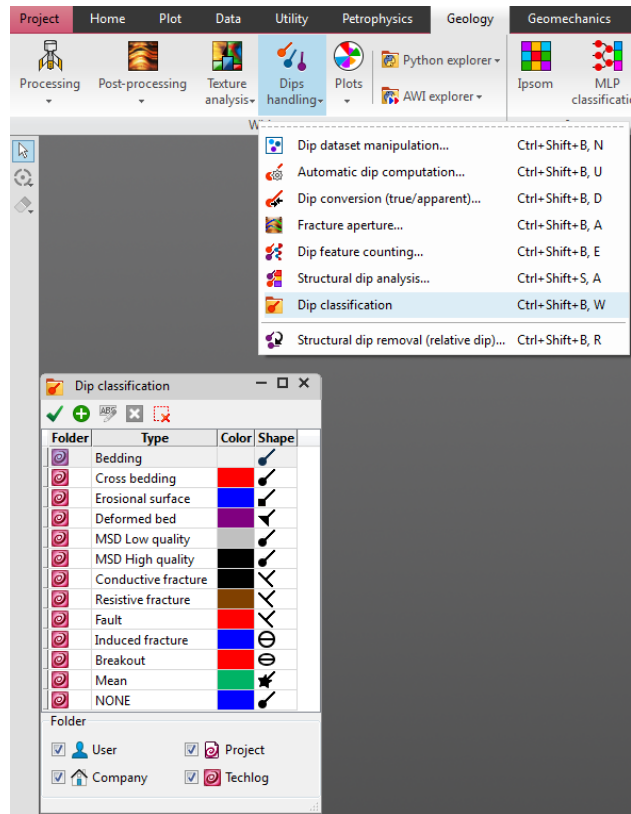 Project Home Plot Data Utility Petrophysics Geology Geomechanics
Processing Post-processing Texture analysis Dips handling Plots Python explorer AWI explorer Ipsom MLP
Dip dataset manipulation... Ctrl+Shift+B, N
Automatic dip computation... Ctrl+Shift+B, U
Dip conversion (true/apparent)... Ctrl+Shift+B, D
Fracture aperture... Ctrl+Shift+B, A
Dip feature counting... Ctrl+Shift+B, E
Structural dip analysis... Ctrl+Shift+S, A
Dip classification Ctrl+Shift+B, W
Structural dip removal (relative dip)... Ctrl+Shift+B, R
Dip classification
ABS
Folder Type Color Shape
Bedding
Cross bedding
Erosional surface
Deformed bed
MSD Low quality
MSD High quality
Conductive fracture
Resistive fracture
Fault
Induced fracture
Breakout
Mean
NONE
Folder
User Project
Company Techlog